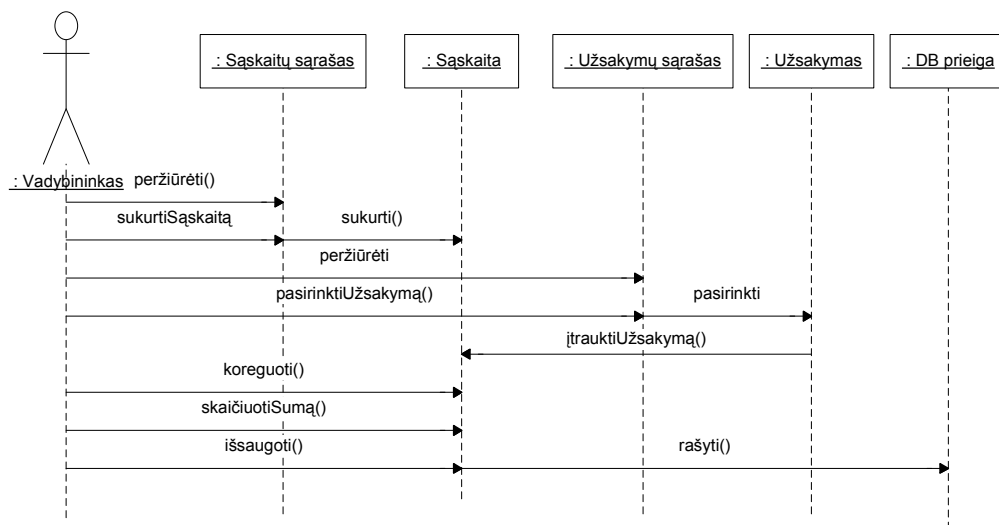 : Sąskaitų sąrašas
: Sąskaita
: Užsakymų sąrašas
: Užsakymas
: DB prieiga
: Vadybininkas
peržiūrėti()
sukurtiSąskaitą
sukurti()
peržiūrėti
pasirinktiUžsakymą()
pasirinkti
įtrauktiUžsakymą()
koreguoti()
skaičiuotiSumą()
išsaugoti()
rašyti()